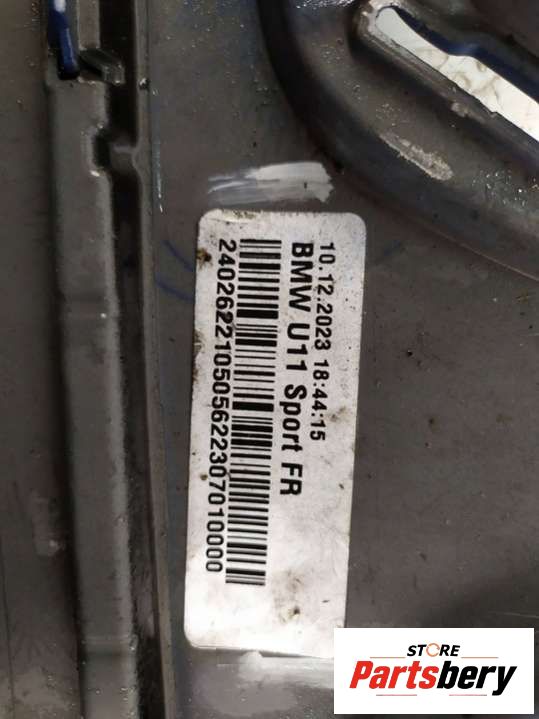 10.12.2023 18:44:15
BMW U11 Sport FR
240262210505622307010000
STORE
Partsbery